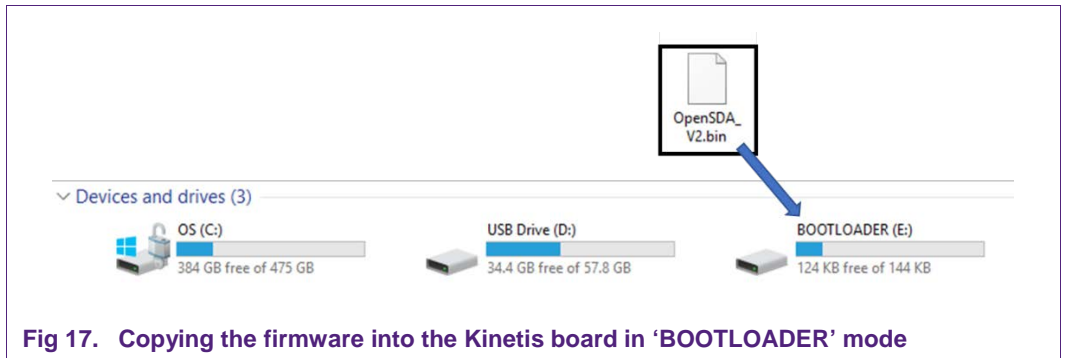 OpenSDA_
V2.bin
Devices and drives (3)
OS (C:)
384 GB free of 475 GB
USB Drive (D:)
34.4 GB free of 57.8 GB
BOOTLOADER (E:)
124 KB free of 144 KB
Fig 17. Copying the firmware into the Kinetis board in ‘BOOTLOADER’ mode